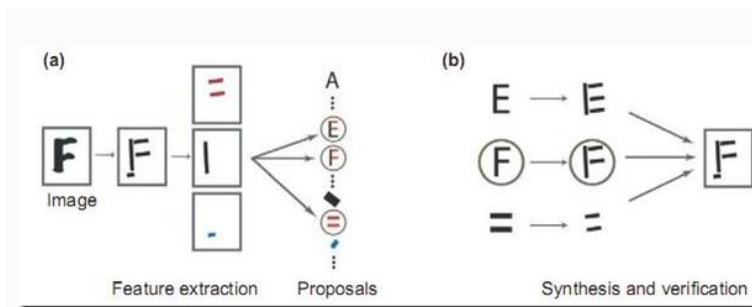 (a)
A
E
F
F
F
Image
Feature extraction
Proposals
(b)
E
E
F
F
F
=
=
Synthesis and verification